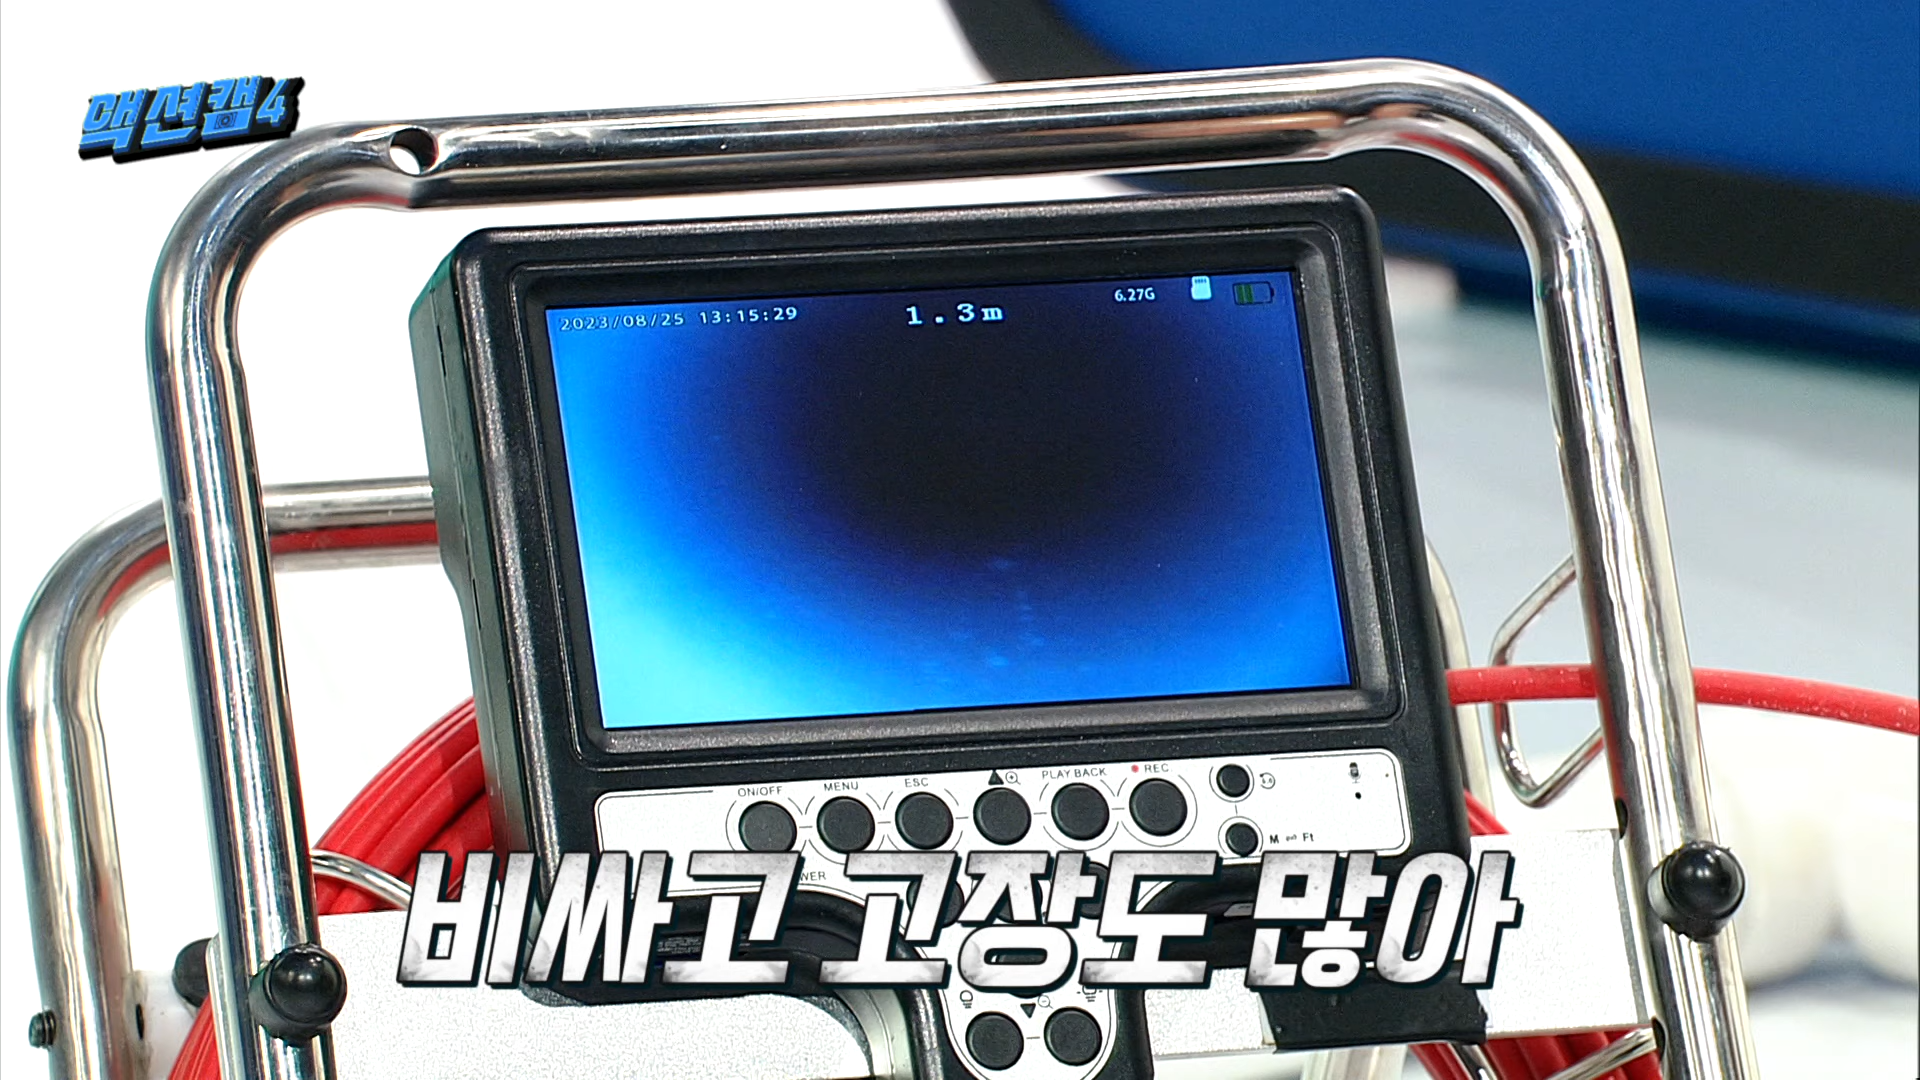 맥션캠4
2023/08/25 13:15:29
1.3m
6.27G
ON/OFF
MENU
ESC
PLAY BACK
REC
M ⇌ Ft
WER
비싸고 고장도 많아